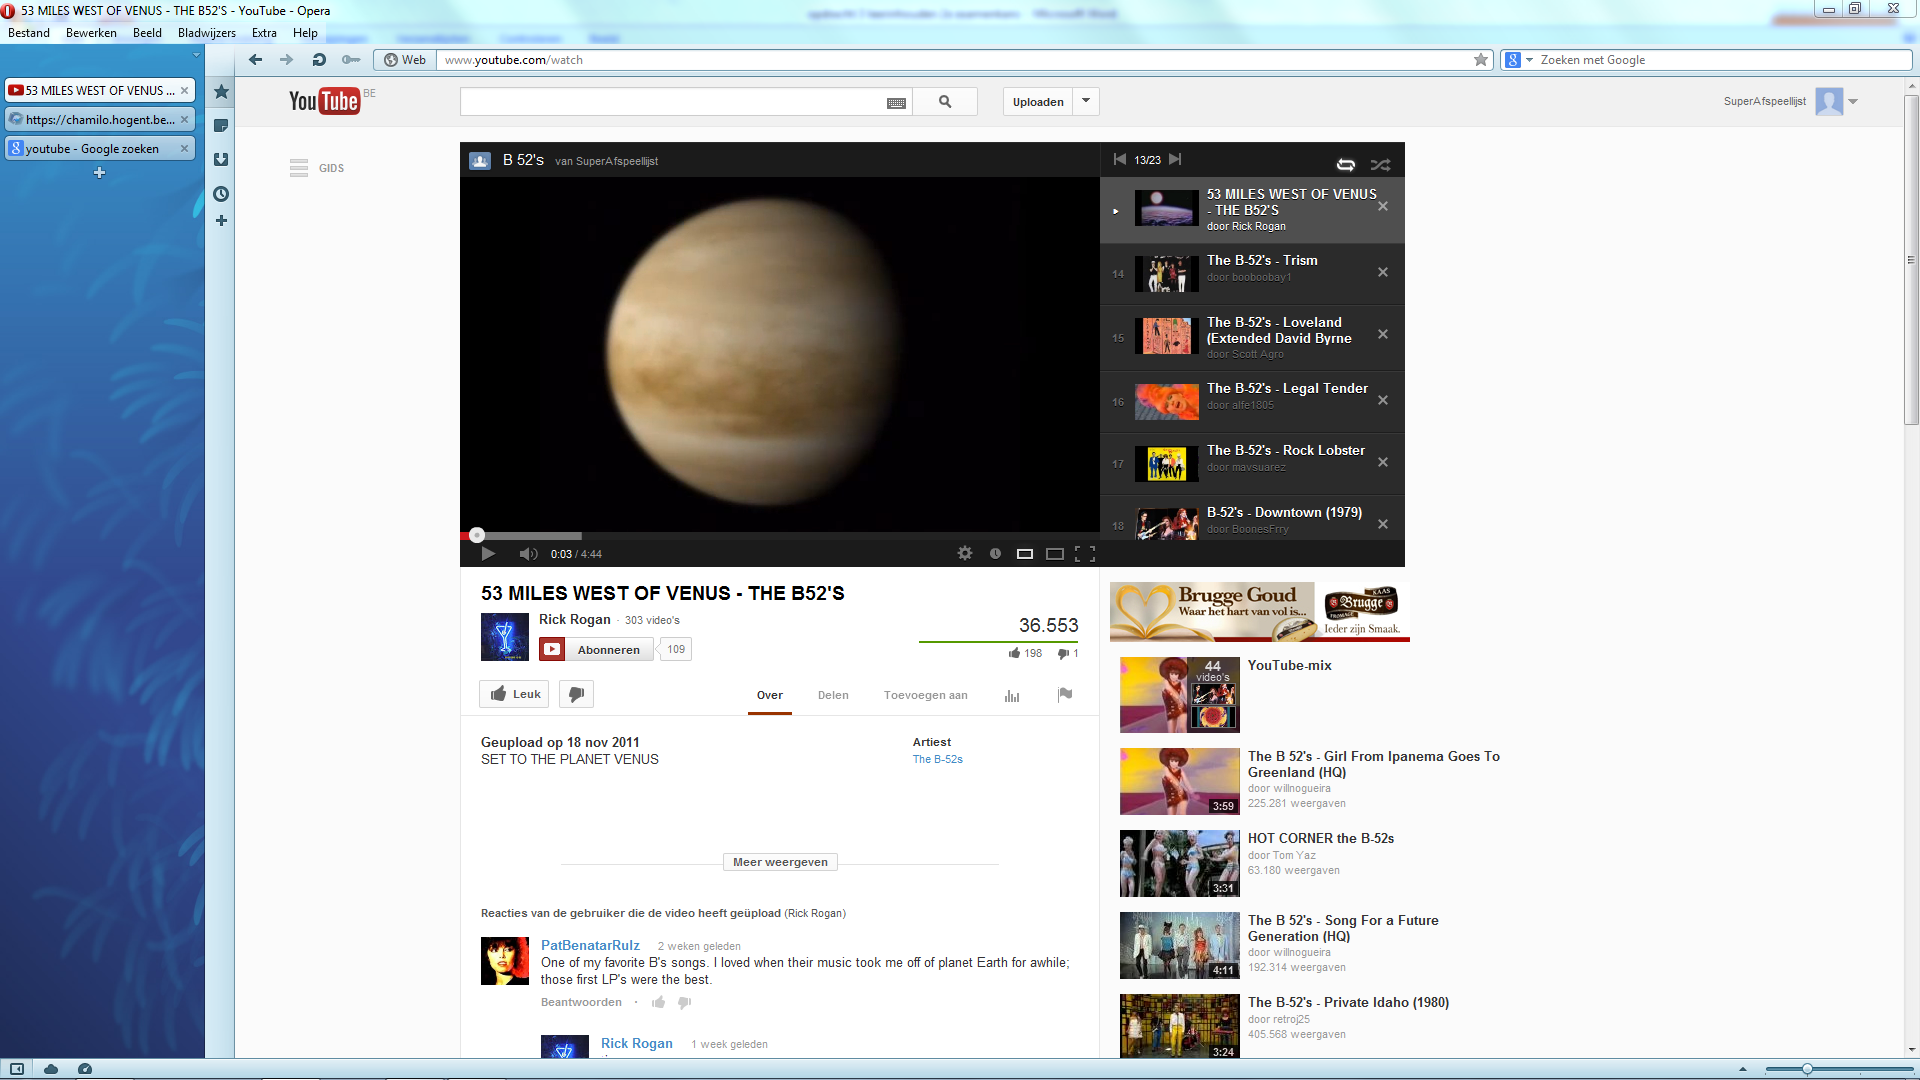 53 MILES WEST OF VENUS - THE B52'S - YouTube - Opera
Bestand Bewerken Beeld Bladwijzers Extra Help
Web www.youtube.com/watch
Zoeken met Google
53 MILES WEST OF VENUS ...
https://chamilo.hogent.be...
youtube - Google zoeken
YouTube BE
Uploaden
SuperAfspeellijst
GIDS
B 52's van SuperAfspeellijst
13/23
53 MILES WEST OF VENUS
- THE B52'S
door Rick Rogan
14
The B-52's - Trism
door booboobay1
15
The B-52's - Loveland
(Extended David Byrne
door Scott Agro
16
The B-52's - Legal Tender
door alfe1805
17
The B-52's - Rock Lobster
door mavsuarez
18
B-52's - Downtown (1979)
door BoonesFrry
0:03 / 4:44
53 MILES WEST OF VENUS - THE B52'S
Rick Rogan · 303 video's
Abonneren 109
36.553
198 1
Leuk
Over Delen Toevoegen aan
Geupload op 18 nov 2011
SET TO THE PLANET VENUS
Artiest
The B-52s
Meer weergeven
Reacties van de gebruiker die de video heeft geüpload (Rick Rogan)
PatBenatarRulz 2 weken geleden
One of my favorite B's songs. I loved when their music took me off of planet Earth for awhile;
those first LP's were the best.
Beantwoorden ·
Rick Rogan 1 week geleden
Brugge Goud
Waar het hart van vol is...
KAAS
Brugge
FROMAGE
Ieder zijn Smaak.
44
video's
YouTube-mix
The B 52's - Girl From Ipanema Goes To
Greenland (HQ)
door willnogueira
225.281 weergaven
3:59
HOT CORNER the B-52s
door Tom Yaz
63.180 weergaven
3:31
The B 52's - Song For a Future
Generation (HQ)
door willnogueira
192.314 weergaven
4:11
The B-52's - Private Idaho (1980)
door retroj25
405.568 weergaven
3:24